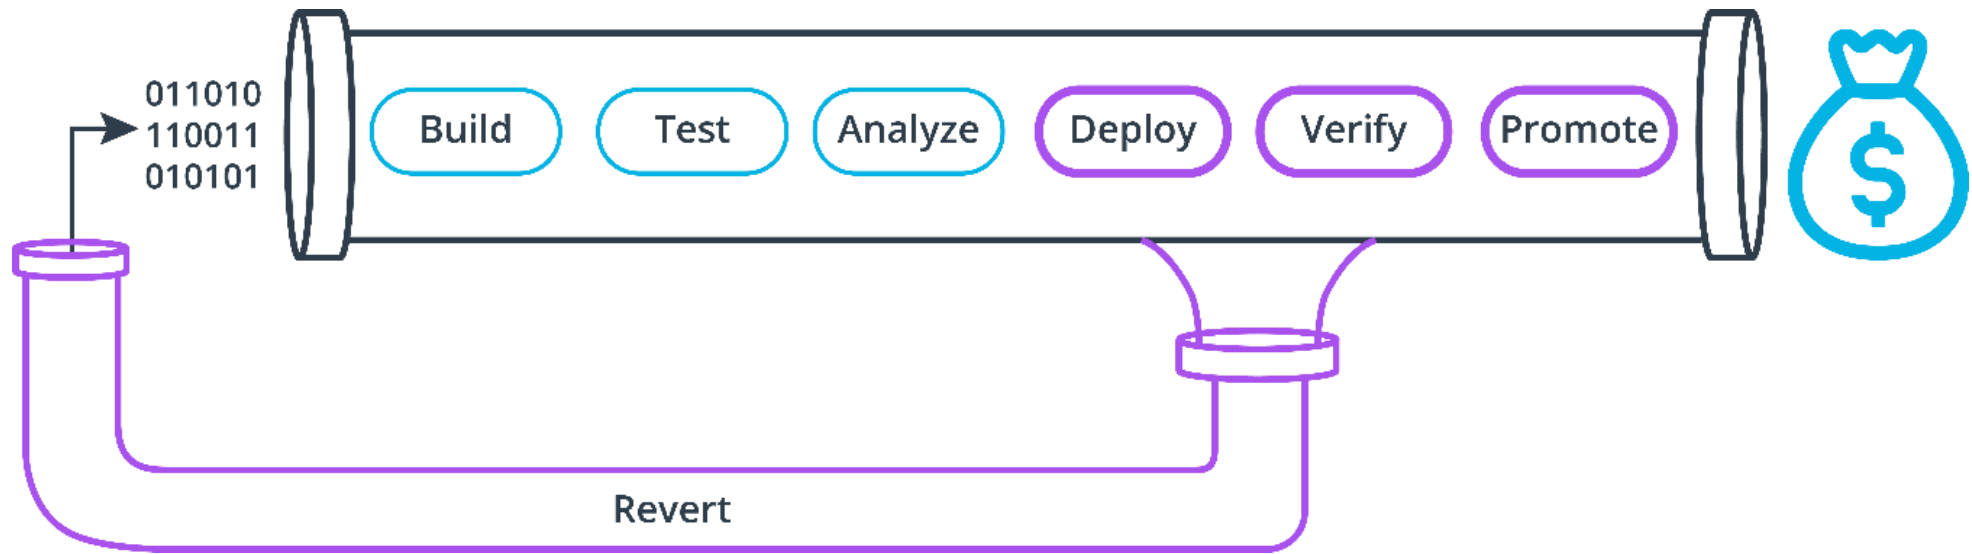 011010
110011
010101
Build
Test
Analyze
Deploy
Verify
Promote
$
Revert